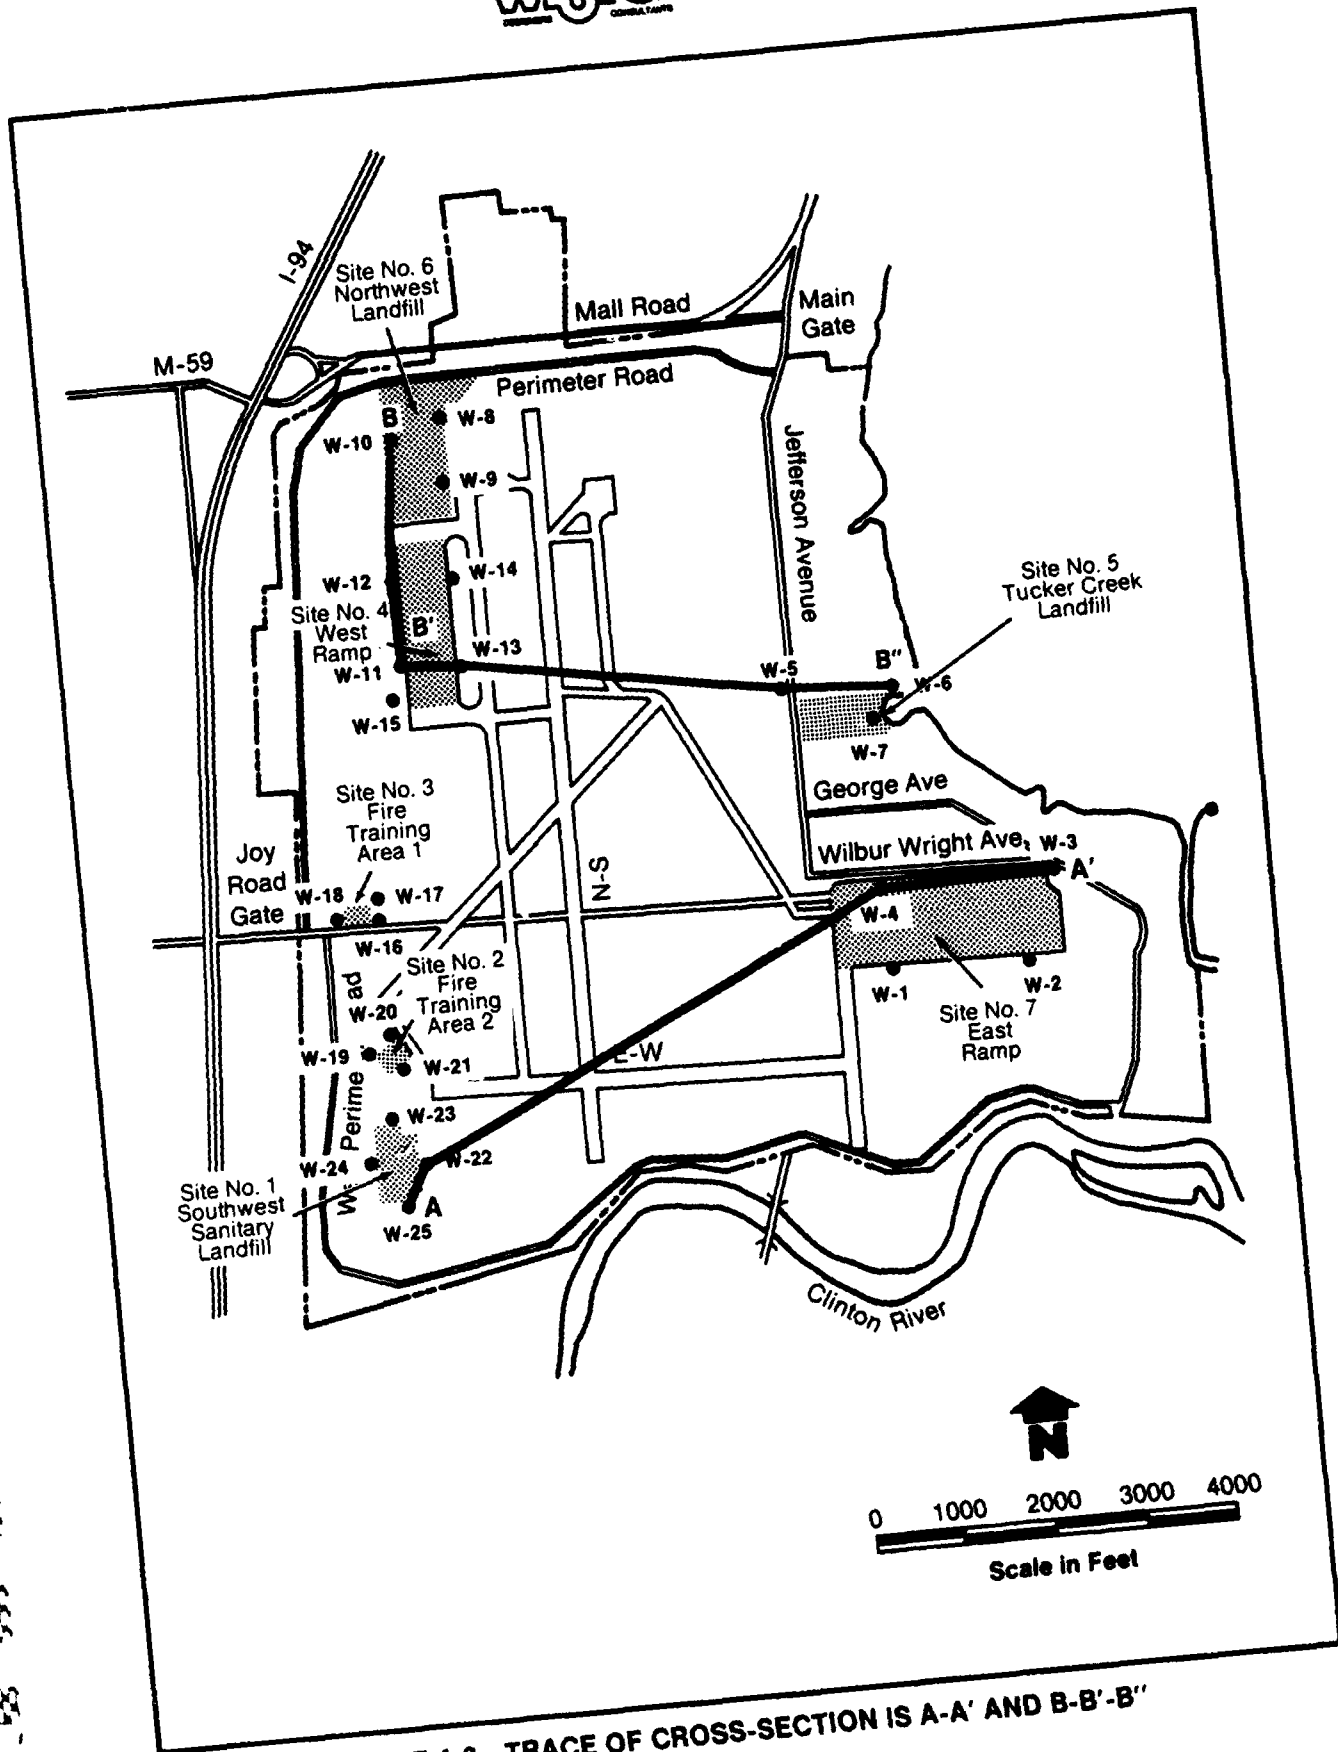 DESIGNERS CONSULTANTS
I-94
Site No. 6
Northwest
Landfill
Mall Road
Main
Gate
M-59
Perimeter Road
B
W-8
W-10
W-9
Jefferson Avenue
W-12
W-14
Site No. 4
West
Ramp
B'
W-13
W-11
W-15
Site No. 5
Tucker Creek
Landfill
W-5
B"
W-6
W-7
George Ave
Site No. 3
Fire
Training
Area 1
Joy
Road
Gate
Wilbur Wright Ave.
W-3
A'
N-S
W-18
W-17
W-16
W-4
Site No. 2
Fire
Training
Area 2
W-20
W-19
W-21
W-1
W-2
Site No. 7
East
Ramp
E-W
Perime ad
W-23
W-24
W-22
Site No. 1
Southwest
Sanitary
Landfill
A
W-25
Clinton River
N
0 1000 2000 3000 4000
Scale in Feet
TRACE OF CROSS-SECTION IS A-A' AND B-B'-B"